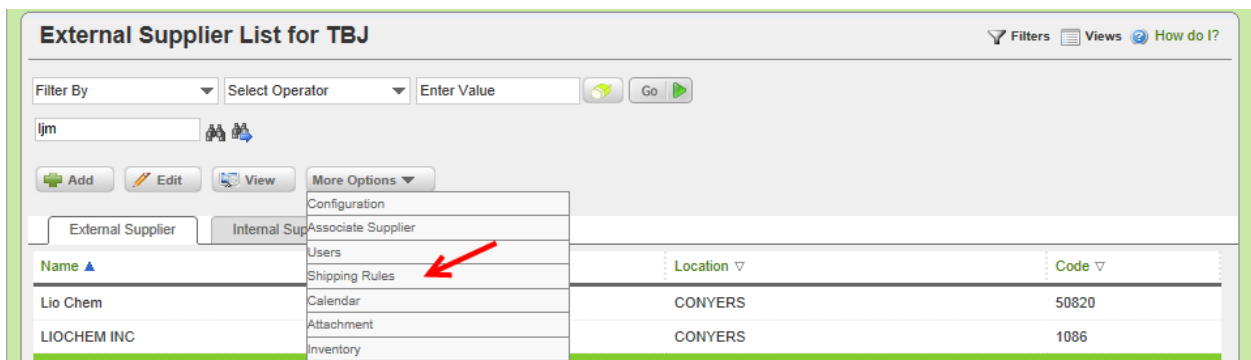 External Supplier List for TBJ
Filters Views How do I?
Filter By Select Operator Enter Value Go
ljm
Add Edit View More Options
Configuration
External Supplier Internal Sup Associate Supplier
Users
Name Location Code
Shipping Rules
Lio Chem Calendar CONYERS 50820
Attachment
LIOCHEM INC CONYERS 1086
Inventory